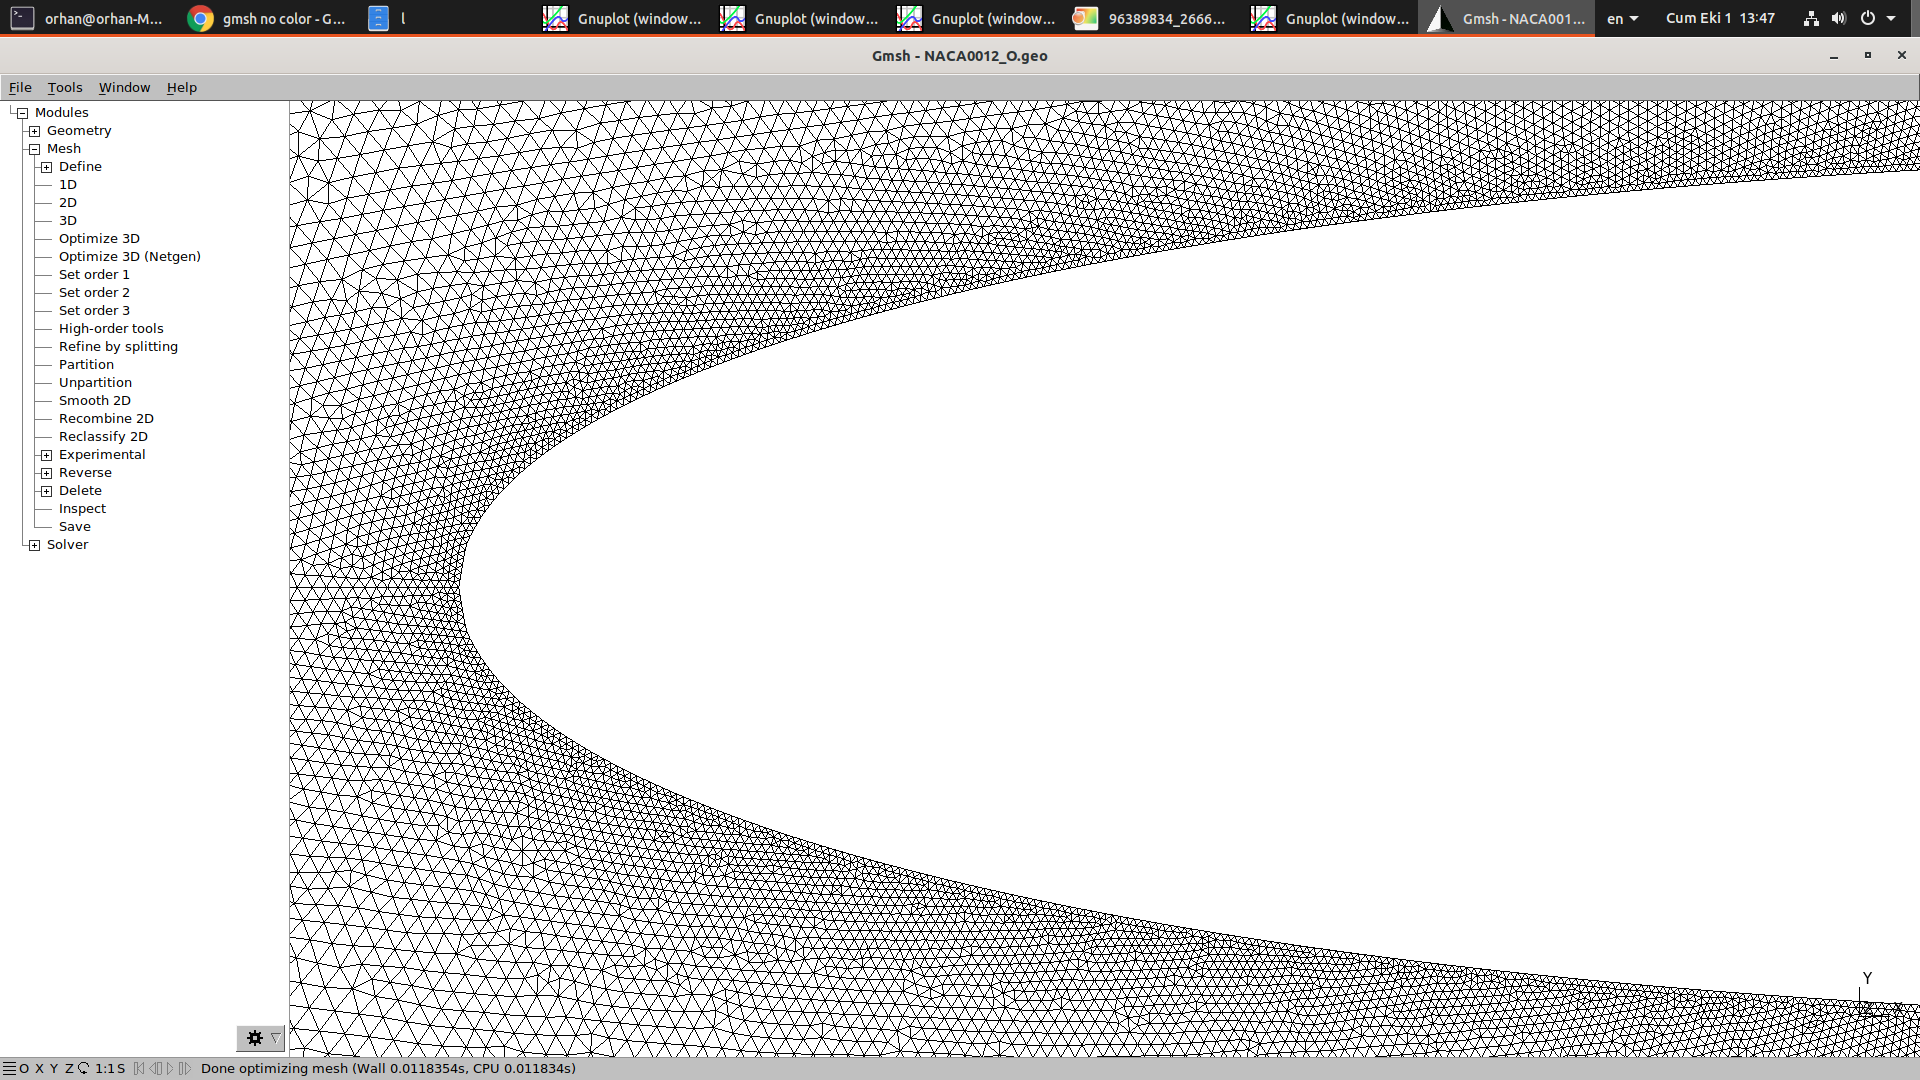 orhan@orhan-M... gmsh no color - G... l Gnuplot (window... Gnuplot (window... Gnuplot (window... 96389834_2666... Gnuplot (window... Gmsh - NACA001... en Cum Eki 1 13:47
Gmsh - NACA0012_O.geo
File Tools Window Help
Modules
Geometry
Mesh
Define
1D
2D
3D
Optimize 3D
Optimize 3D (Netgen)
Set order 1
Set order 2
Set order 3
High-order tools
Refine by splitting
Partition
Unpartition
Smooth 2D
Recombine 2D
Reclassify 2D
Experimental
Reverse
Delete
Inspect
Save
Solver
Y
O X Y Z 1:1 S Done optimizing mesh (Wall 0.0118354s, CPU 0.011834s)